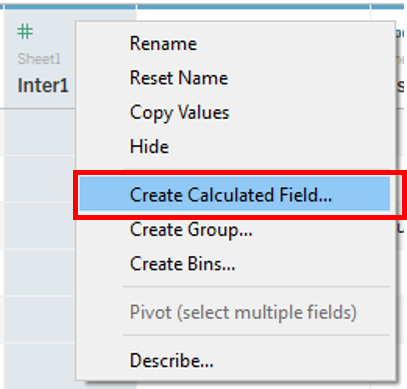 #
Sheet1
Inter1
Rename
Reset Name
Copy Values
Hide
Create Calculated Field...
Create Group...
Create Bins...
Pivot (select multiple fields)
Describe...